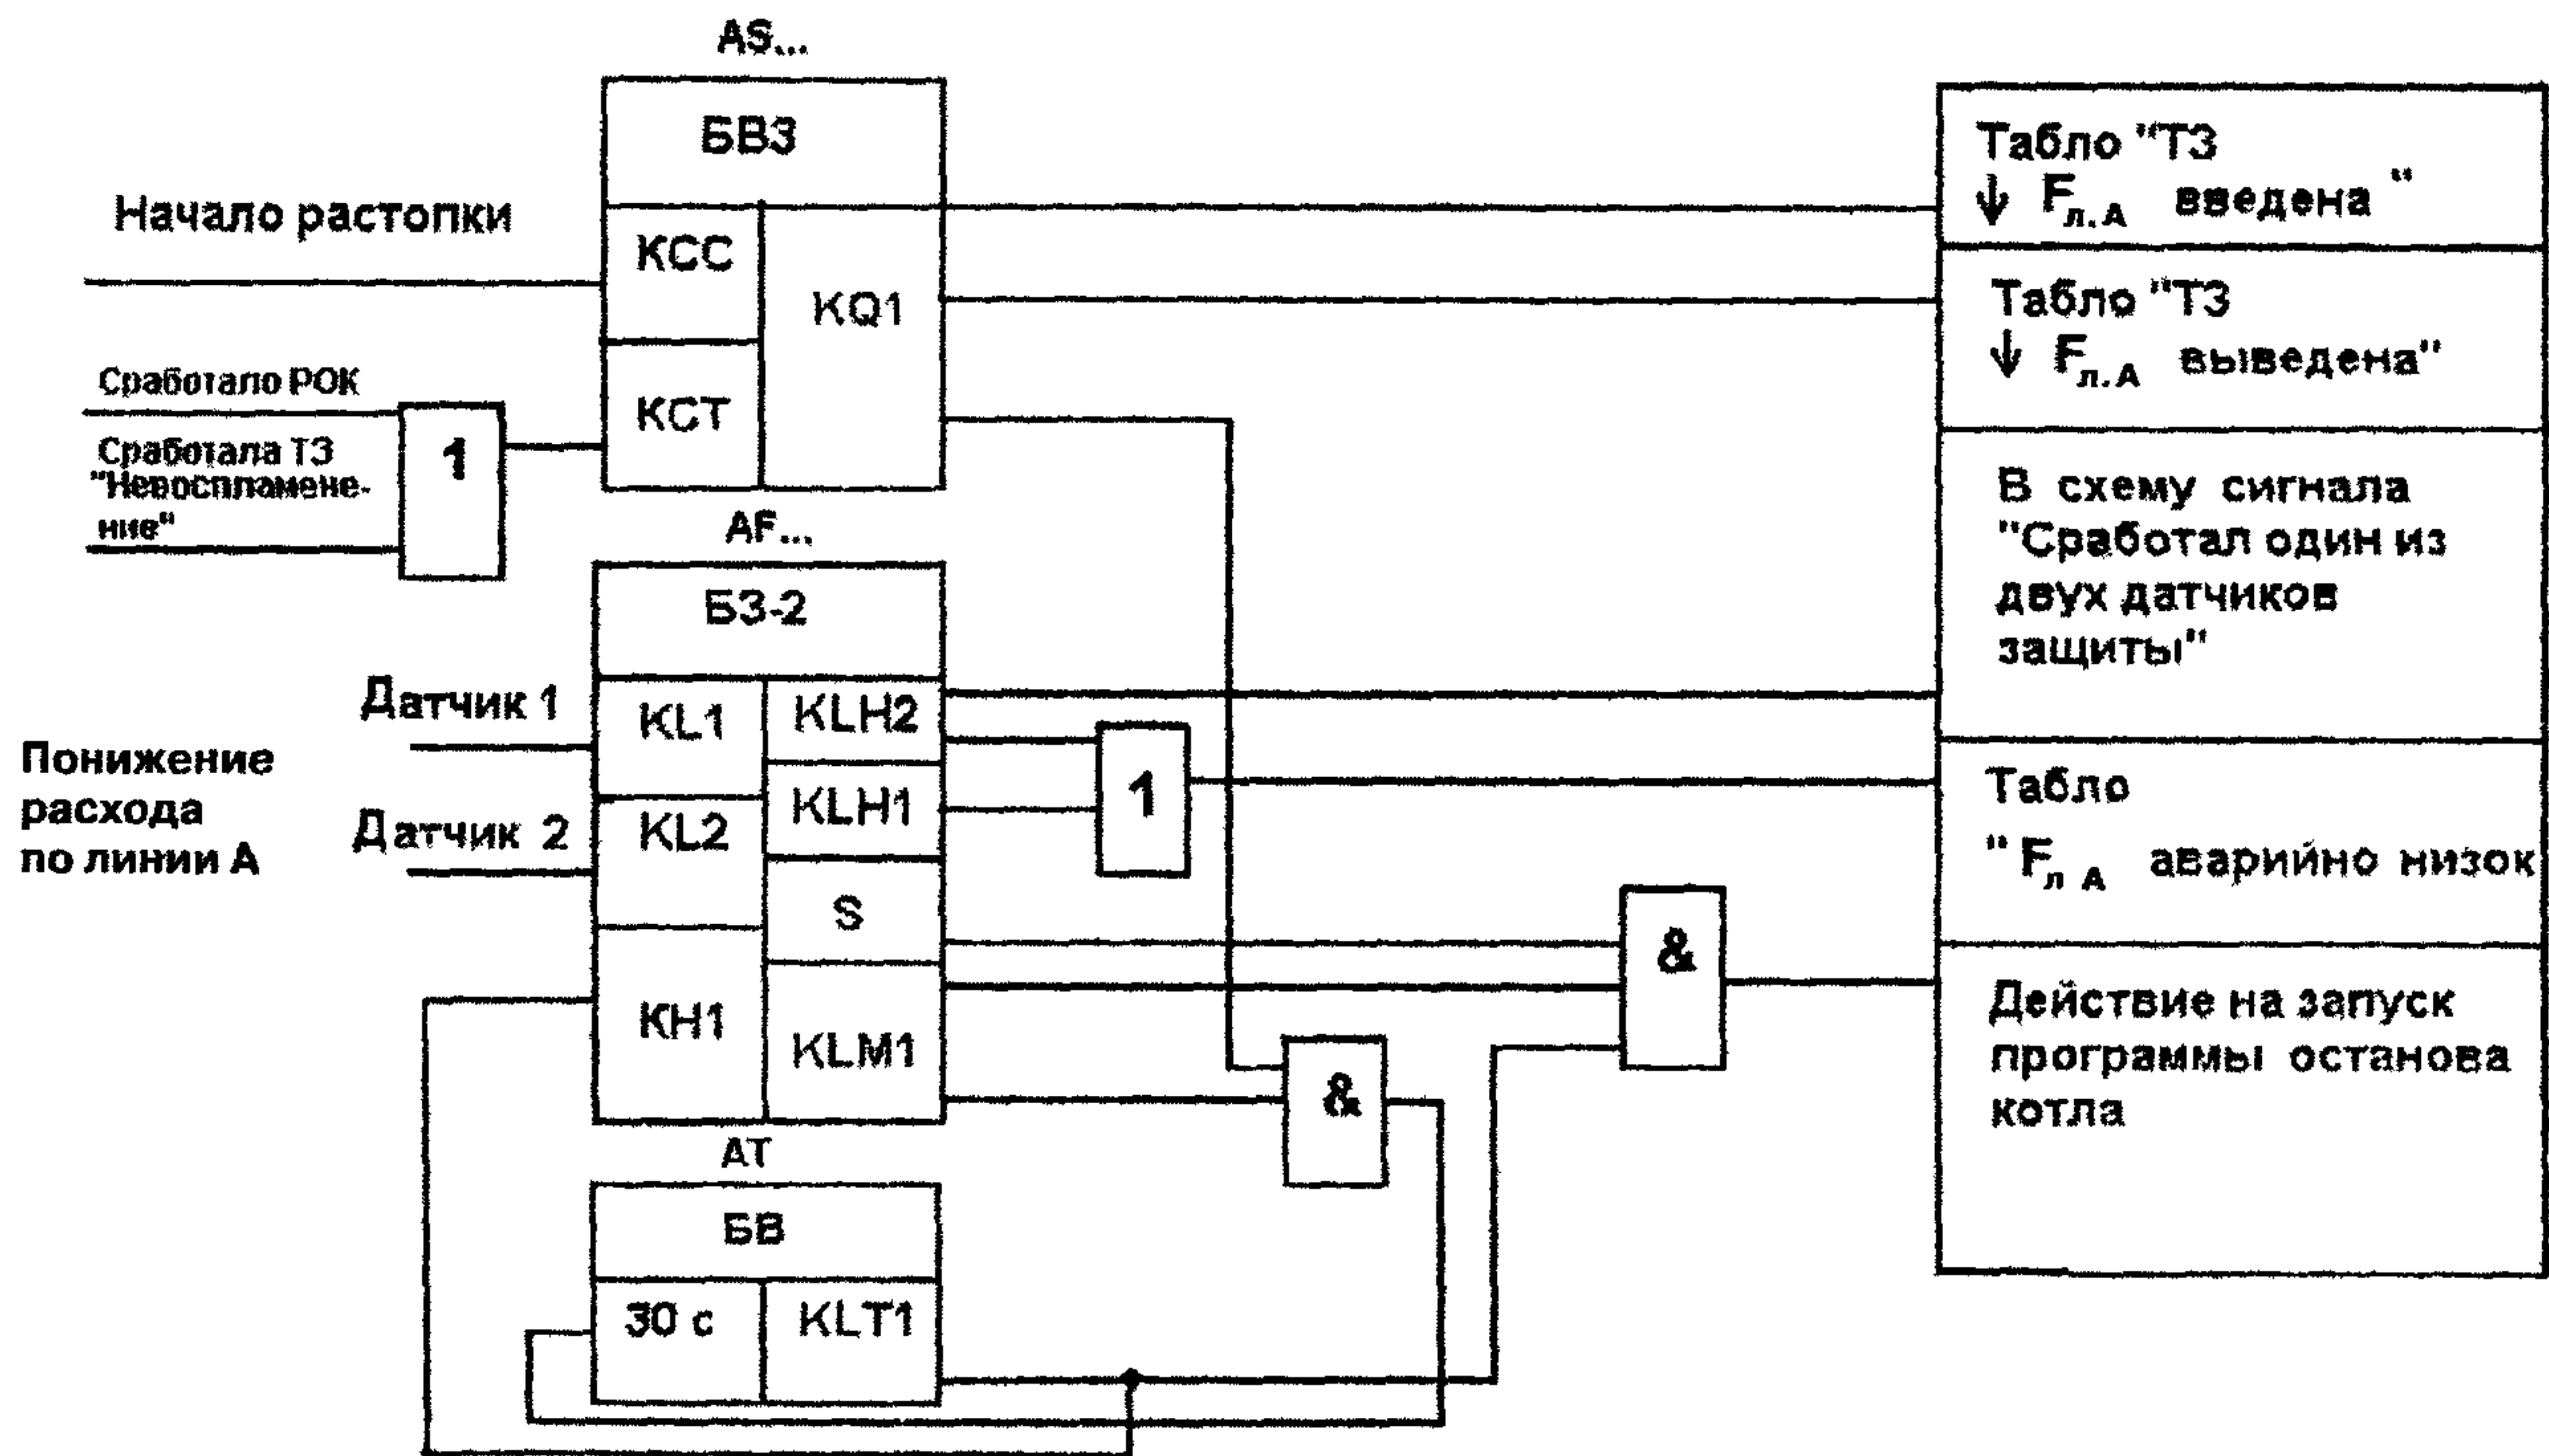 AS...
БВЗ
Начало растопки
КСС
KQ1
КСТ
Сработало РОК
Сработала ТЗ
"Невоспламене-
ние"
1
AF...
БЗ-2
Понижение
расхода
по линии А
Датчик 1
Датчик 2
KL1
KL2
KH1
KLH2
KLH1
S
KLM1
1
&
&
AT
БВ
30 с
KLT1
Табло "ТЗ
↓ Fл.А введена "
Табло "ТЗ
↓ Fл.А выведена"
В схему сигнала
"Сработал один из
двух датчиков
защиты"
Табло
" Fл А аварийно низок
Действие на запуск
программы останова
котла